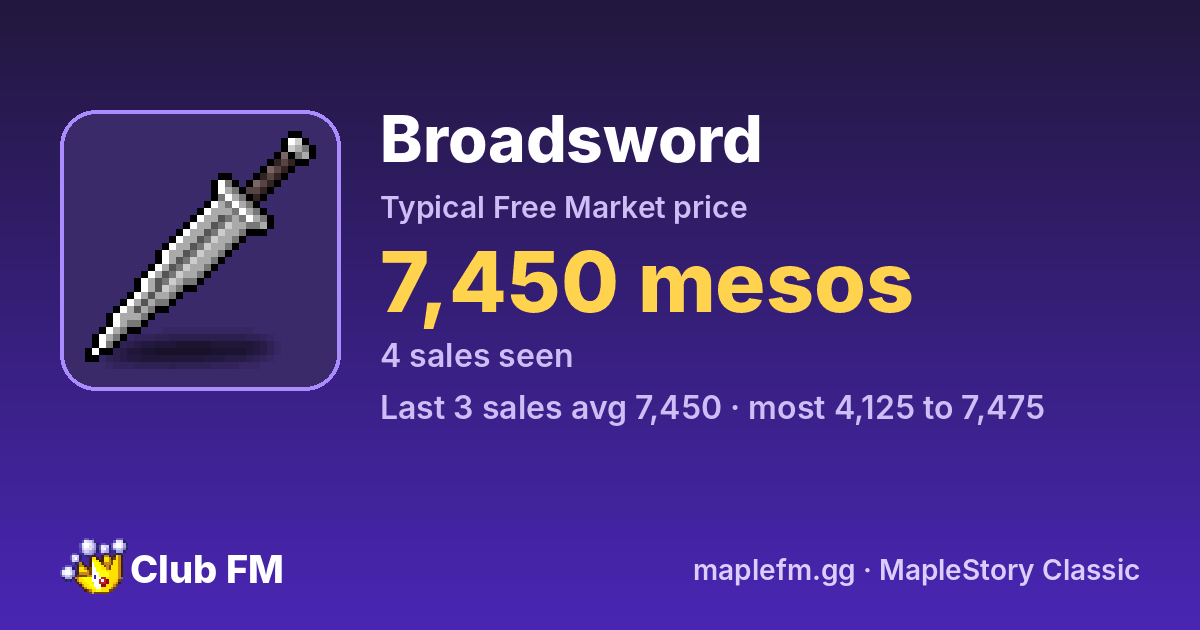 Broadsword
Typical Free Market price
7,450 mesos
4 sales seen
Last 3 sales avg 7,450 · most 4,125 to 7,475
Club FM
maplefm.gg · MapleStory Classic